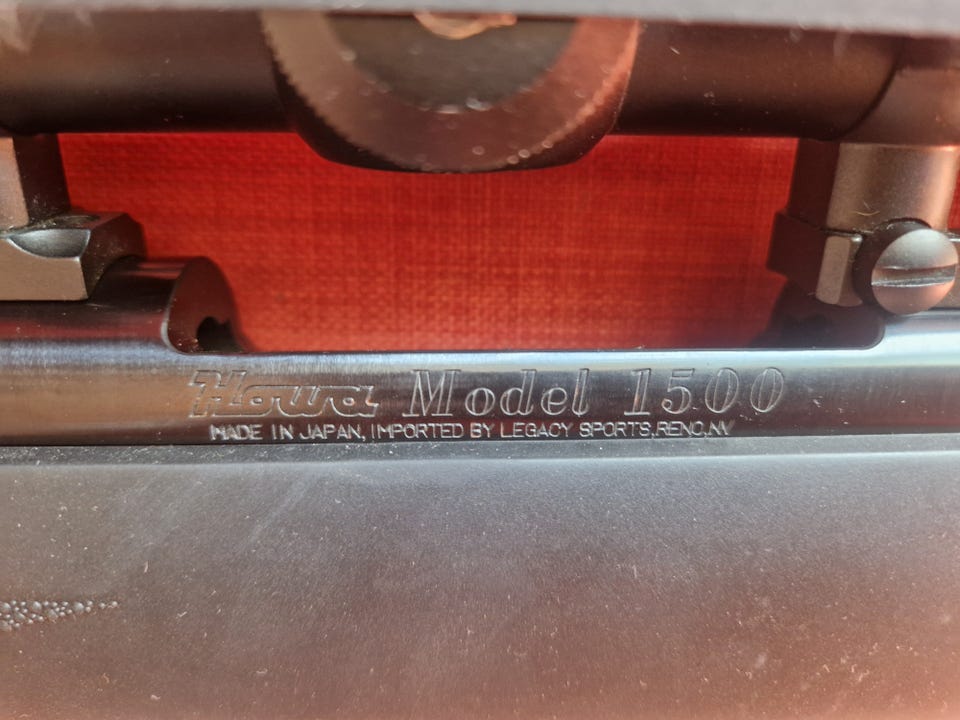 Howa Model 1500
MADE IN JAPAN, IMPORTED BY LEGACY SPORTS, RENO, NV